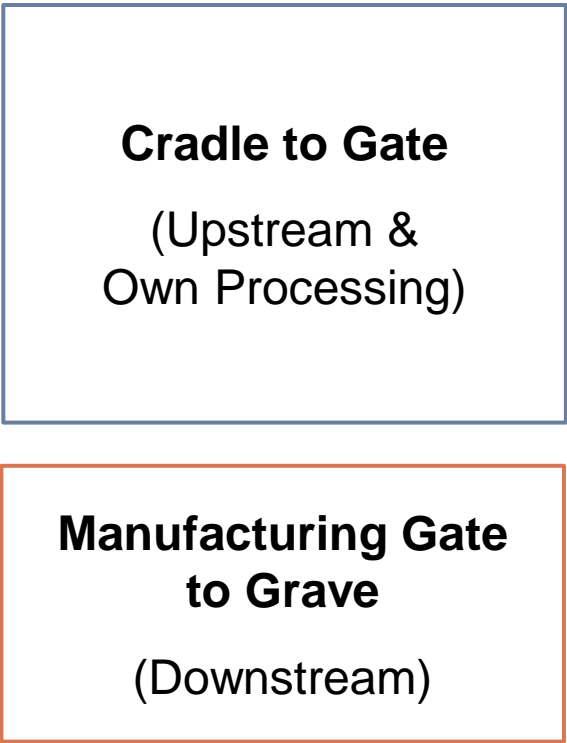 Cradle to Gate
(Upstream &
Own Processing)
Manufacturing Gate
to Grave
(Downstream)